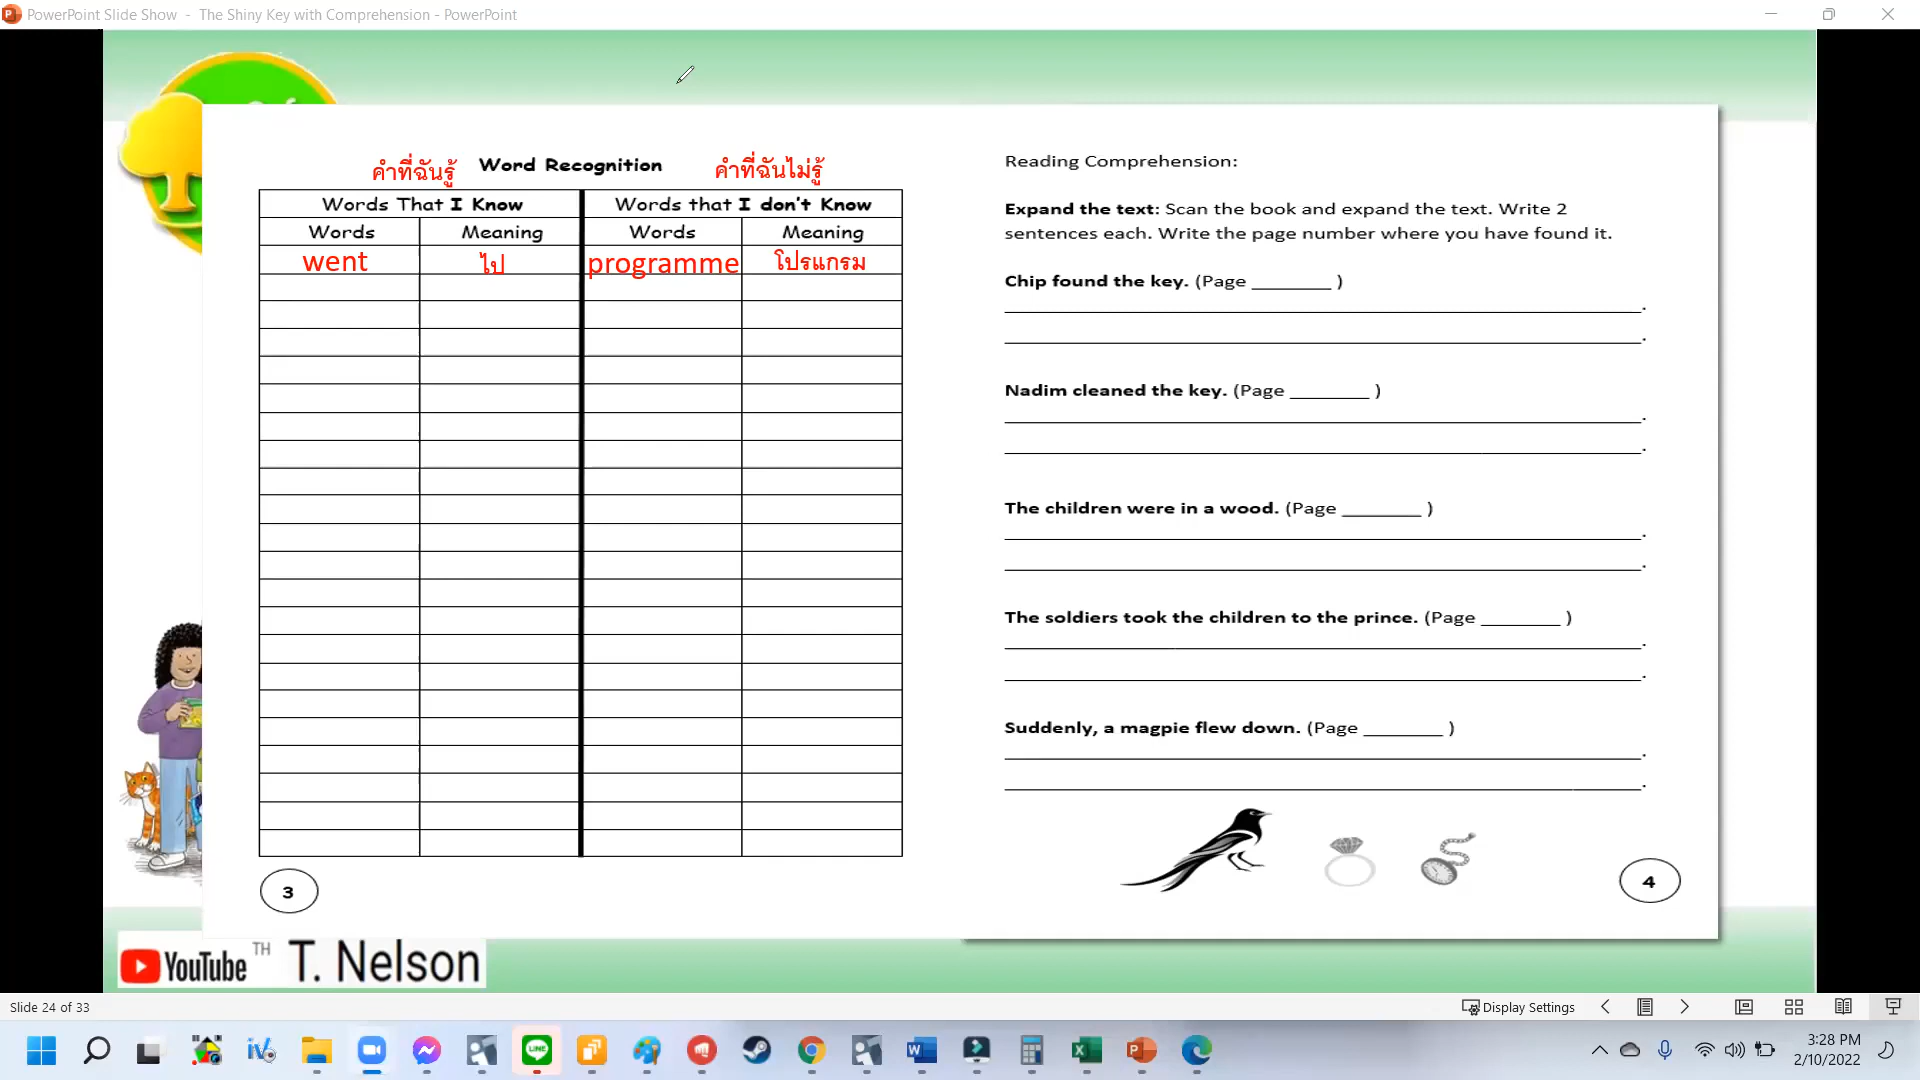 PowerPoint Slide Show - The Shiny Key with Comprehension - PowerPoint
คำที่ฉันรู้ Word Recognition คำที่ฉันไม่รู้
Words That I Know Words that I don't Know
Words Meaning Words Meaning
went ไป programme โปรแกรม
3
Reading Comprehension:
Expand the text: Scan the book and expand the text. Write 2
sentences each. Write the page number where you have found it.
Chip found the key. (Page ________ )
Nadim cleaned the key. (Page ________ )
The children were in a wood. (Page ________ )
The soldiers took the children to the prince. (Page ________ )
Suddenly, a magpie flew down. (Page ________ )
4
YouTube TH T. Nelson
Slide 24 of 33
Display Settings
LINE
3:28 PM
2/10/2022